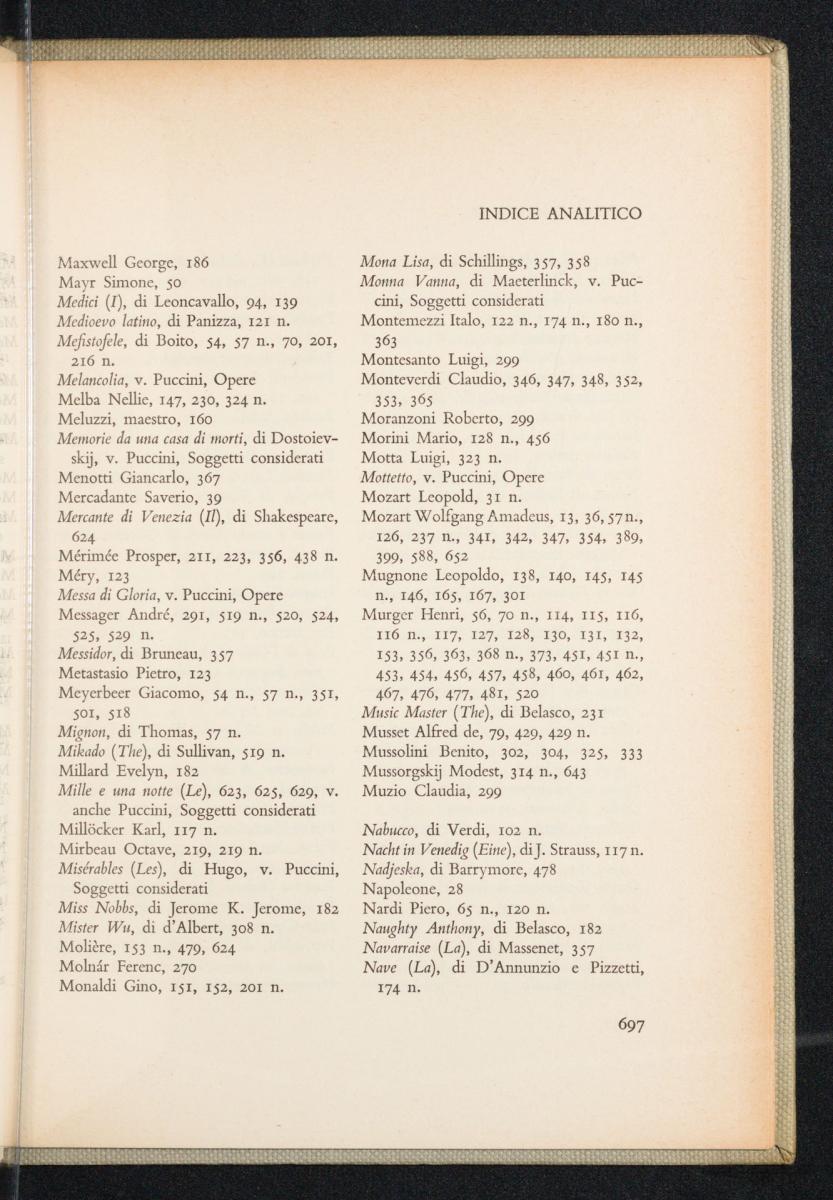 INDICE ANALITICO
Maxwell George, 186
Mayr Simone, 50
Medici (I), di Leoncavallo, 94, 139
Medioevo latino, di Panizza, 121 n.
Mefistofele, di Boito, 54, 57 n., 70, 201,
216 n.
Melancolia, v. Puccini, Opere
Melba Nellie, 147, 230, 324 n.
Meluzzi, maestro, 160
Memorie da una casa di morti, di Dostoiev-
skij, v. Puccini, Soggetti considerati
Menotti Giancarlo, 367
Mercadante Saverio, 39
Mercante di Venezia (Il), di Shakespeare,
624
Mérimée Prosper, 211, 223, 356, 438 n.
Méry, 123
Messa di Gloria, v. Puccini, Opere
Messager André, 291, 519 n., 520, 524,
525, 529 n.
Messidor, di Bruneau, 357
Metastasio Pietro, 123
Meyerbeer Giacomo, 54 n., 57 n., 351,
501, 518
Mignon, di Thomas, 57 n.
Mikado (The), di Sullivan, 519 n.
Millard Evelyn, 182
Mille e una notte (Le), 623, 625, 629, v.
anche Puccini, Soggetti considerati
Millöcker Karl, 117 n.
Mirbeau Octave, 219, 219 n.
Misérables (Les), di Hugo, v. Puccini,
Soggetti considerati
Miss Nobbs, di Jerome K. Jerome, 182
Mister Wu, di d'Albert, 308 n.
Molière, 153 n., 479, 624
Molnár Ferenc, 270
Monaldi Gino, 151, 152, 201 n.
Mona Lisa, di Schillings, 357, 358
Monna Vanna, di Maeterlinck, v. Puc-
cini, Soggetti considerati
Montemezzi Italo, 122 n., 174 n., 180 n.,
363
Montesanto Luigi, 299
Monteverdi Claudio, 346, 347, 348, 352,
353, 365
Moranzoni Roberto, 299
Morini Mario, 128 n., 456
Motta Luigi, 323 n.
Mottetto, v. Puccini, Opere
Mozart Leopold, 31 n.
Mozart Wolfgang Amadeus, 13, 36, 57 n.,
126, 237 n., 341, 342, 347, 354, 389,
399, 588, 652
Mugnone Leopoldo, 138, 140, 145, 145
n., 146, 165, 167, 301
Murger Henri, 56, 70 n., 114, 115, 116,
116 n., 117, 127, 128, 130, 131, 132,
153, 356, 363, 368 n., 373, 451, 451 n.,
453, 454, 456, 457, 458, 460, 461, 462,
467, 476, 477, 481, 520
Music Master (The), di Belasco, 231
Musset Alfred de, 79, 429, 429 n.
Mussolini Benito, 302, 304, 325, 333
Mussorgskij Modest, 314 n., 643
Muzio Claudia, 299
Nabucco, di Verdi, 102 n.
Nacht in Venedig (Eine), di J. Strauss, 117 n.
Nadjeska, di Barrymore, 478
Napoleone, 28
Nardi Piero, 65 n., 120 n.
Naughty Anthony, di Belasco, 182
Navarraise (La), di Massenet, 357
Nave (La), di D'Annunzio e Pizzetti,
174 n.
697